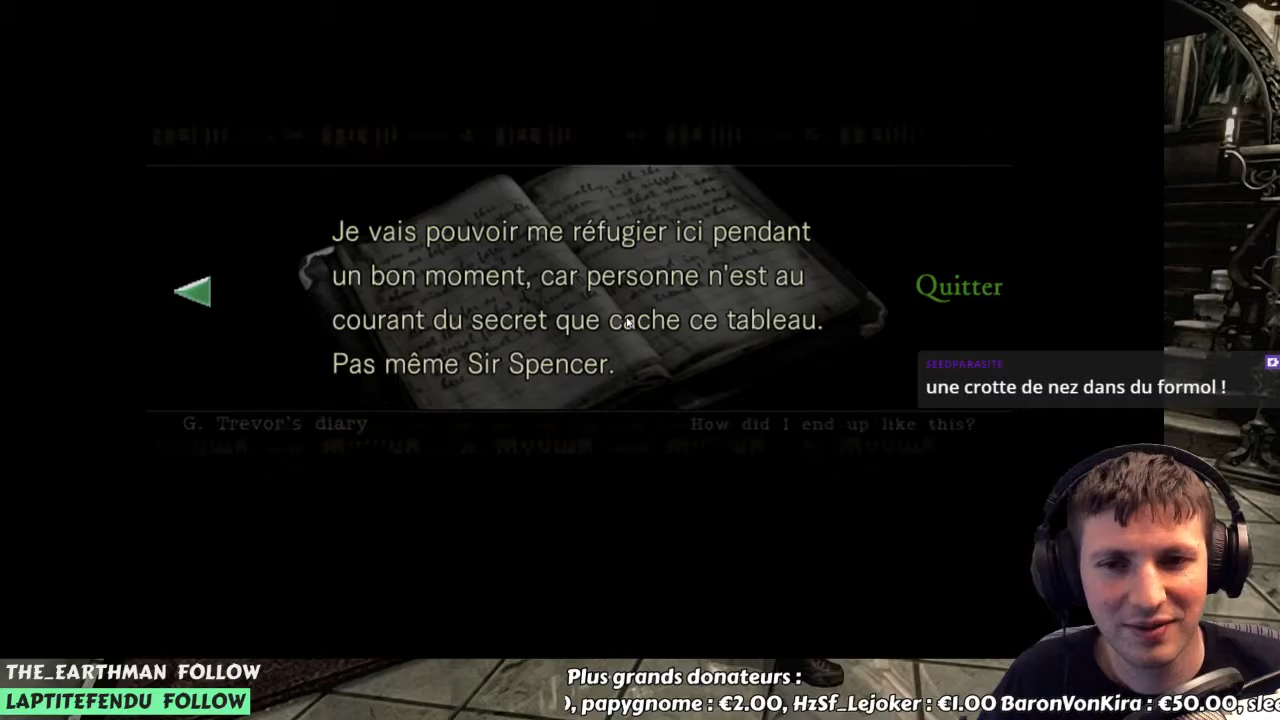 Je vais pouvoir me réfugier ici pendant
un bon moment, car personne n'est au
courant du secret que cache ce tableau.
Pas même Sir Spencer.
Quitter
SEEDPARASITE
une crotte de nez dans du formol !
G. Trevor's diary
How did I end up like this?
THE_EARTHMAN FOLLOW
LAPTITEFENDU FOLLOW
Plus grands donateurs :
), papygnome : €2.00, HzSf_Lejoker : €1.00 BaronVonKira : €50.00, slee